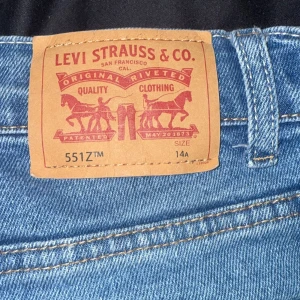 LEVI STRAUSS & CO.
SAN FRANCISCO
CAL.
ORIGINAL RIVETED
QUALITY CLOTHING
PATENTED MAY 20 1873
SIZE
551Z™ 14A